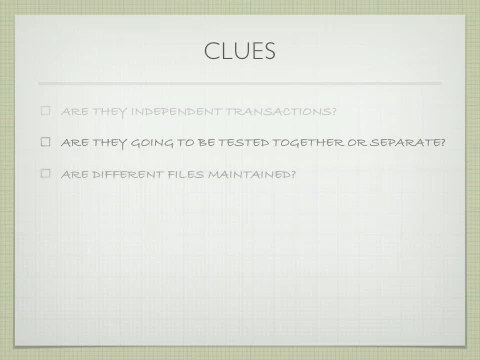 CLUES
ARE THEY INDEPENDENT TRANSACTIONS?
ARE THEY GOING TO BE TESTED TOGETHER OR SEPARATE?
ARE DIFFERENT FILES MAINTAINED?